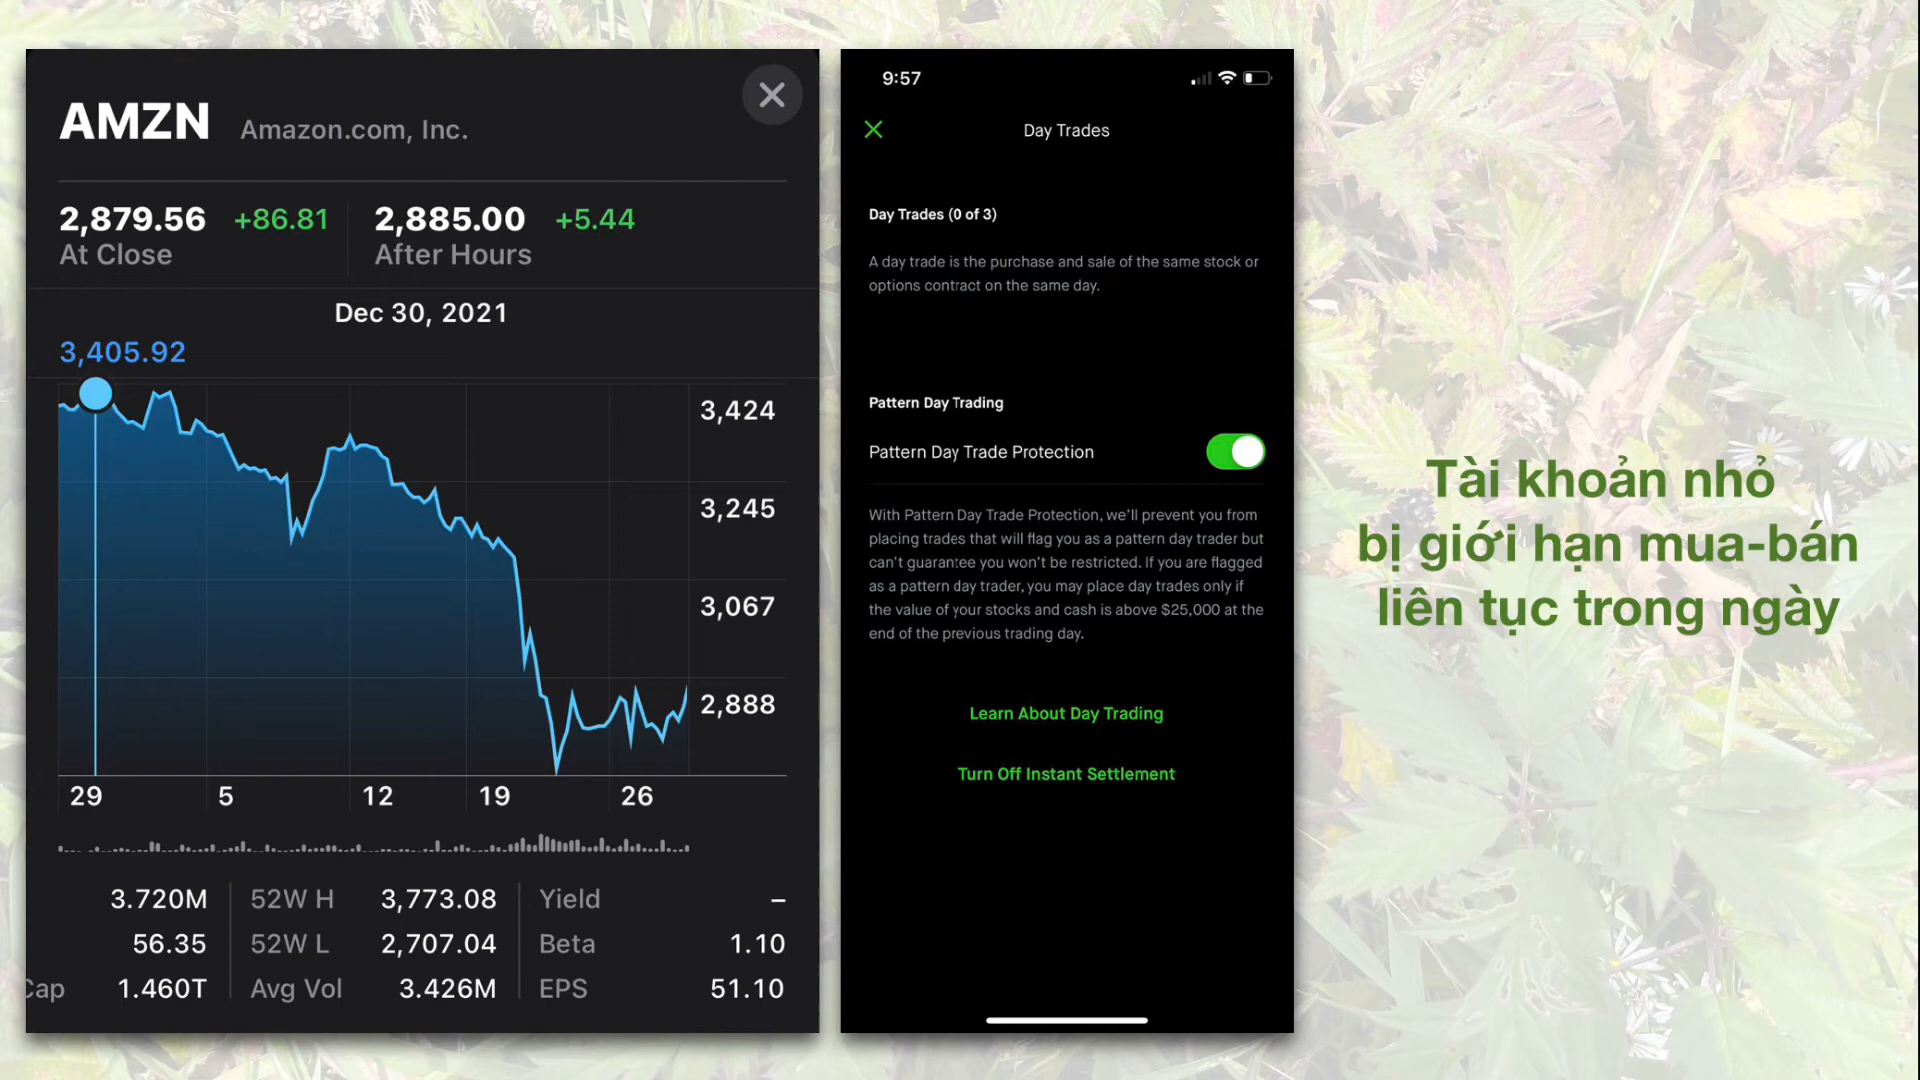 AMZN Amazon.com, Inc.
2,879.56 +86.81 2,885.00 +5.44
At Close After Hours
Dec 30, 2021
3,405.92
3,424
3,245
3,067
2,888
29 5 12 19 26
3.720M 52W H 3,773.08 Yield –
56.35 52W L 2,707.04 Beta 1.10
Cap 1.460T Avg Vol 3.426M EPS 51.10
9:57
Day Trades
Day Trades (0 of 3)
A day trade is the purchase and sale of the same stock or
options contract on the same day.
Pattern Day Trading
Pattern Day Trade Protection
With Pattern Day Trade Protection, we'll prevent you from
placing trades that will flag you as a pattern day trader but
can't guarantee you won't be restricted. If you are flagged
as a pattern day trader, you may place day trades only if
the value of your stocks and cash is above $25,000 at the
end of the previous trading day.
Learn About Day Trading
Turn Off Instant Settlement
Tài khoản nhỏ
bị giới hạn mua-bán
liên tục trong ngày